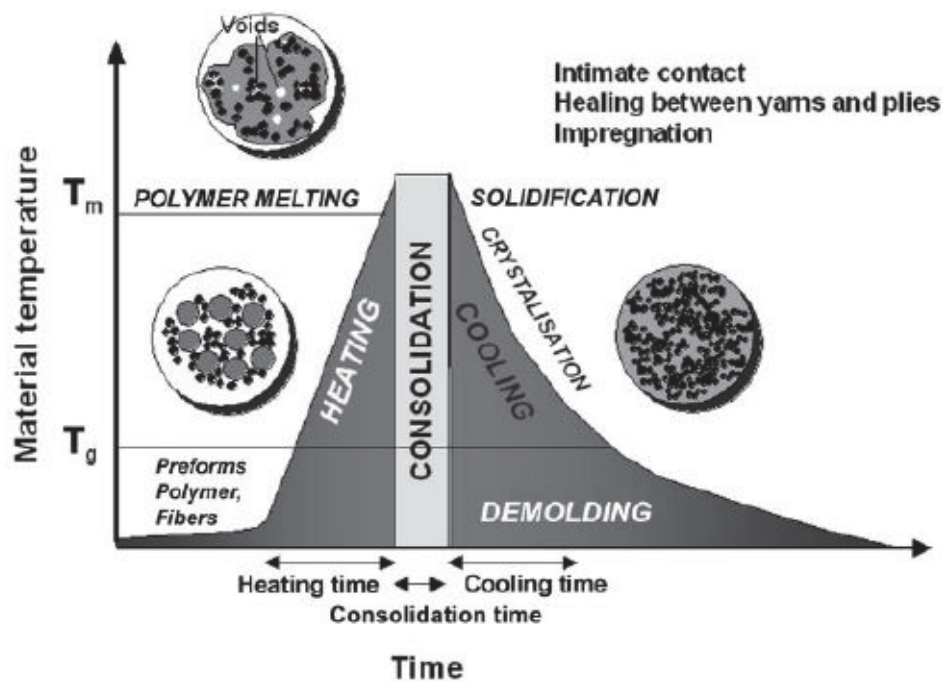 Voids
Intimate contact
Healing between yarns and plies
Impregnation
Material temperature
Tm
POLYMER MELTING
SOLIDIFICATION
CRYSTALISATION
HEATING
CONSOLIDATION
COOLING
Tg
Preforms
Polymer,
Fibers
DEMOLDING
Heating time
Cooling time
Consolidation time
Time